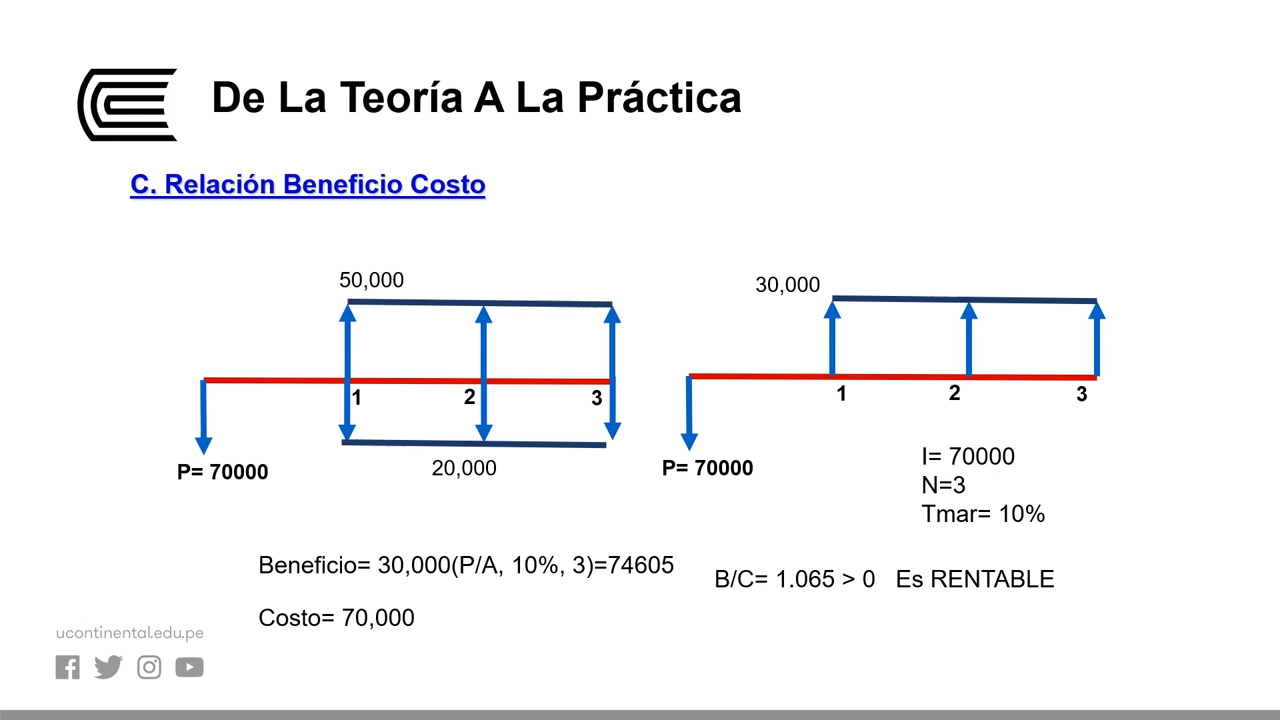 De La Teoría A La Práctica
C. Relación Beneficio Costo
50,000
1
2
3
P= 70000
20,000
30,000
1
2
3
P= 70000
I= 70000
N=3
Tmar= 10%
Beneficio= 30,000(P/A, 10%, 3)=74605
Costo= 70,000
B/C= 1.065 > 0 Es RENTABLE
ucontinental.edu.pe